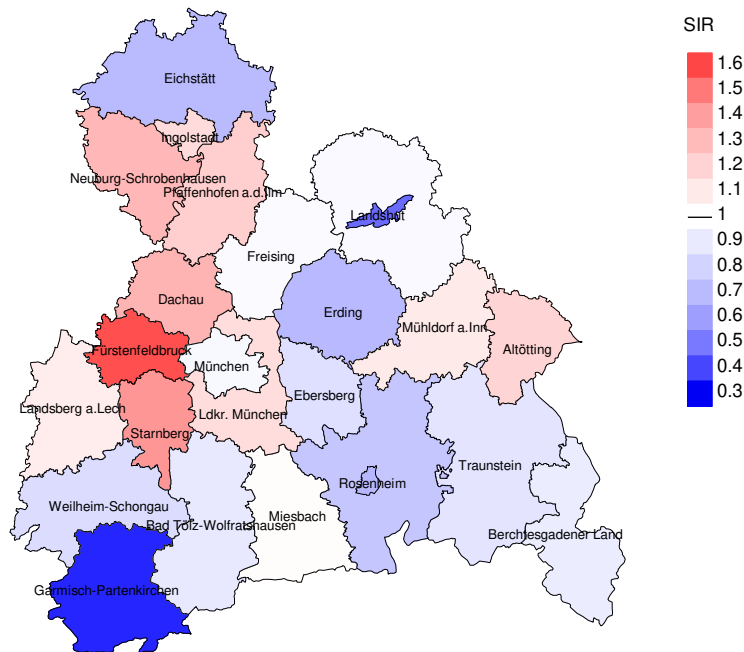 SIR
1.6
1.5
1.4
1.3
1.2
1.1
1
0.9
0.8
0.7
0.6
0.5
0.4
0.3
Eichstätt
Ingolstadt
Neuburg-Schrobenhausen
Pfaffenhofen a.d.Ilm
Landshut
Freising
Dachau
Erding
Mühldorf a.Inn
Altötting
Fürstenfeldbruck
München
Ebersberg
Landsberg a.Lech
Ldkr. München
Starnberg
Traunstein
Rosenheim
Weilheim-Schongau
Miesbach
Bad Tölz-Wolfratshausen
Berchtesgadener Land
Garmisch-Partenkirchen